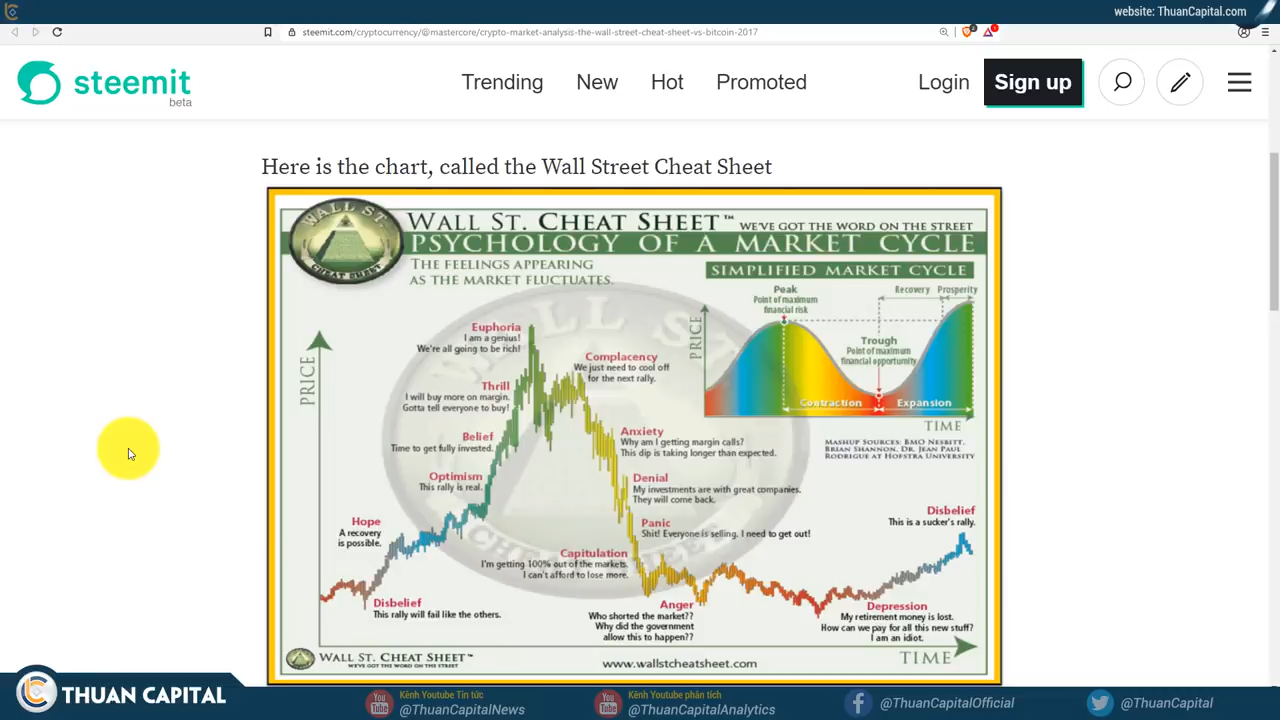 website: ThuanCapital.com
steemit.com/cryptocurrency/@mastercore/crypto-market-analysis-the-wall-street-cheat-sheet-vs-bitcoin-2017
steemit
beta
Trending
New
Hot
Promoted
Login
Sign up
Here is the chart, called the Wall Street Cheat Sheet
WALL ST.
CHEAT SHEET
WALL ST. CHEAT SHEET™
WE'VE GOT THE WORD ON THE STREET
PSYCHOLOGY OF A MARKET CYCLE
THE FEELINGS APPEARING
AS THE MARKET FLUCTUATES.
SIMPLIFIED MARKET CYCLE
Peak
Point of maximum
financial risk
Recovery
Prosperity
Trough
Point of maximum
financial opportunity
PRICE
Contraction
Expansion
TIME
MASHUP SOURCES: BMO NESBITT,
BRIAN SHANNON, DR. JEAN PAUL
RODRIGUE AT HOFSTRA UNIVERSITY
PRICE
Euphoria
I am a genius!
We're all going to be rich!
Complacency
We just need to cool off
for the next rally.
Thrill
I will buy more on margin.
Gotta tell everyone to buy!
Belief
Time to get fully invested.
Anxiety
Why am I getting margin calls?
This dip is taking longer than expected.
Optimism
This rally is real.
Denial
My investments are with great companies.
They will come back.
Hope
A recovery
is possible.
Panic
Shit! Everyone is selling. I need to get out!
Disbelief
This is a sucker's rally.
Capitulation
I'm getting 100% out of the markets.
I can't afford to lose more.
Disbelief
This rally will fail like the others.
Anger
Who shorted the market??
Why did the government
allow this to happen??
Depression
My retirement money is lost.
How can we pay for all this new stuff?
I am an idiot.
TIME
WALL ST. CHEAT SHEET™
WE'VE GOT THE WORD ON THE STREET
www.wallstcheatsheet.com
THUAN CAPITAL
You
Tube
Kênh Youtube Tin tức
@ThuanCapitalNews
You
Tube
Kênh Youtube phân tích
@ThuanCapitalAnalytics
@ThuanCapitalOfficial
@ThuanCapital